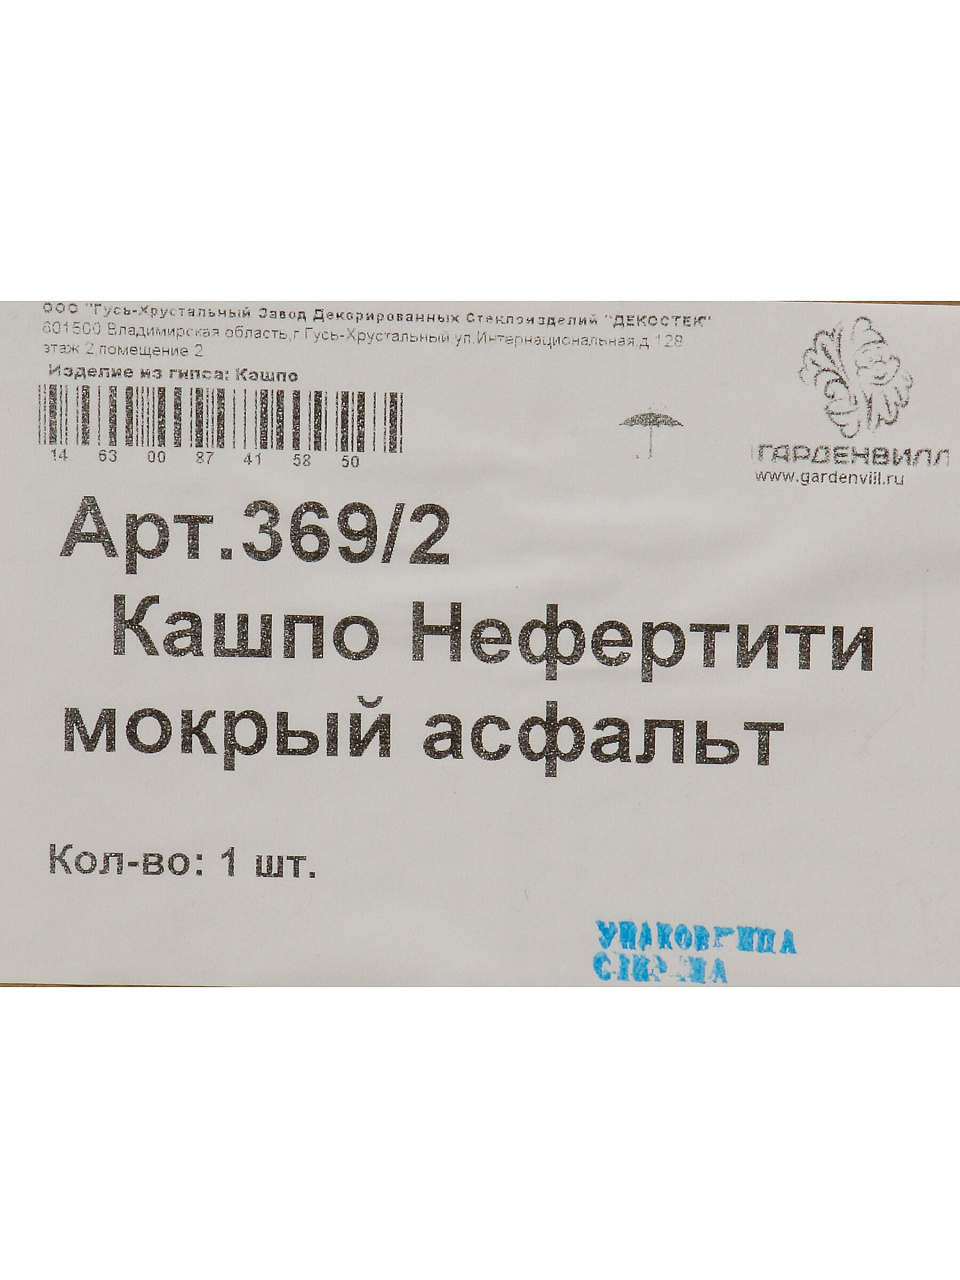 ООО "Гусь-Хрустальный Завод Декорированных Стеклоизделий "ДЕКОСТЕК"
601500 Владимирская область,г Гусь-Хрустальный ул.Интернациональная,д 128
этаж 2,помещение 2
Изделие из гипса: Кашпо
14 63 00 87 41 58 50
ГАРДЕНВИЛЛ
www.gardenvill.ru
Арт.369/2
Кашпо Нефертити
мокрый асфальт
Кол-во: 1 шт.